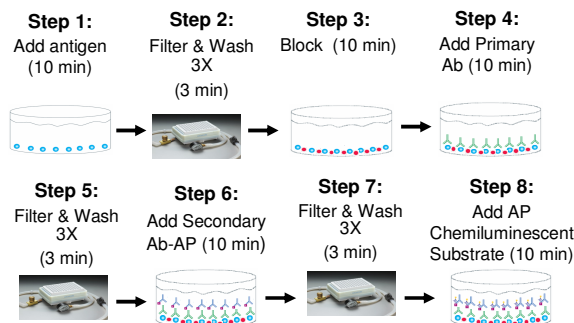 Step 1:
Add antigen
(10 min)
Step 2:
Filter & Wash
3X
(3 min)
Step 3:
Block (10 min)
Step 4:
Add Primary
Ab (10 min)
Step 5:
Filter & Wash
3X
(3 min)
Step 6:
Add Secondary
Ab-AP (10 min)
Step 7:
Filter & Wash
3X
(3 min)
Step 8:
Add AP
Chemiluminescent
Substrate (10 min)